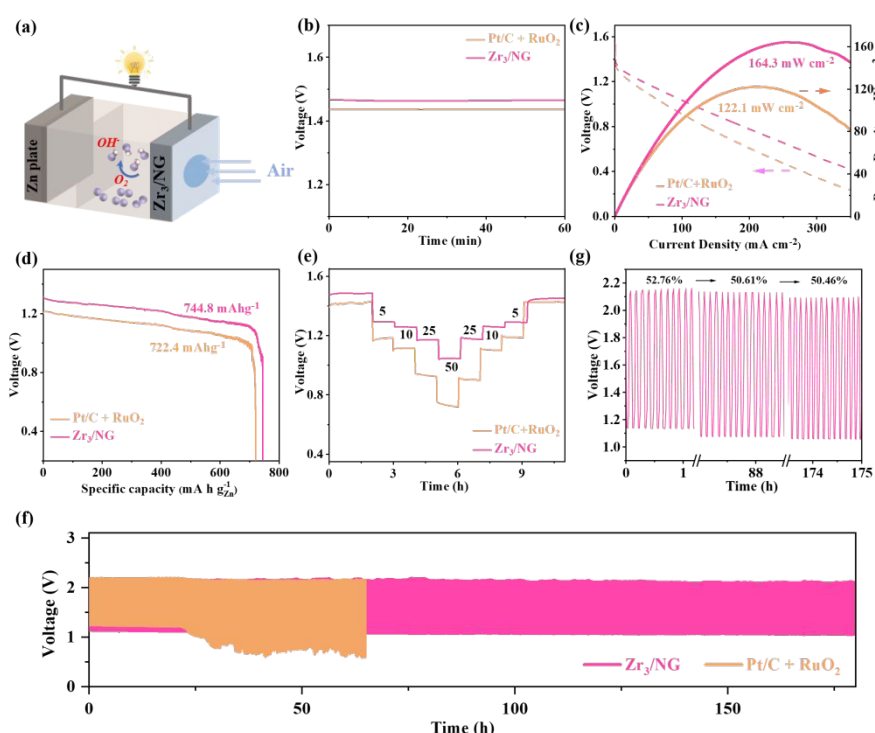 (a)
Zn plate
OH-
O2
Zr3/NG
Air
(b)
Voltage (V)
1.6
1.4
1.2
1.1
Pt/C + RuO2
Zr3/NG
0 20 40 60
Time (min)
(c)
Voltage (V)
1.6
1.2
0.8
0.4
0.0
164.3 mW cm-2
122.1 mW cm-2
Pt/C+RuO2
Zr3/NG
160
120
80
40
0
0 100 200 300
Current Density (mA cm-2)
(d)
Voltage (V)
1.2
0.8
0.4
744.8 mAhg-1
722.4 mAhg-1
Pt/C + RuO2
Zr3/NG
0 200 400 600 800
Specific capacity (mA h gZn-1)
(e)
Voltage (V)
1.6
1.2
0.8
0.4
5 10 25 50 25 10 5
Pt/C+RuO2
Zr3/NG
0 3 6 9
Time (h)
(g)
Voltage (V)
2.2
2.0
1.8
1.6
1.4
1.2
1.0
52.76% → 50.61% → 50.46%
0 1 88 174 175
Time (h)
(f)
Voltage (V)
3
2
1
0
Zr3/NG Pt/C + RuO2
0 50 100 150
Time (h)